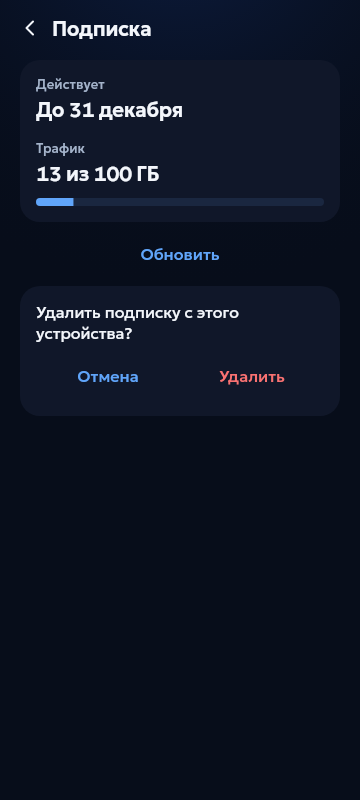 Подписка
Действует
До 31 декабря
Трафик
13 из 100 ГБ
Обновить
Удалить подписку с этого
устройства?
Отмена
Удалить